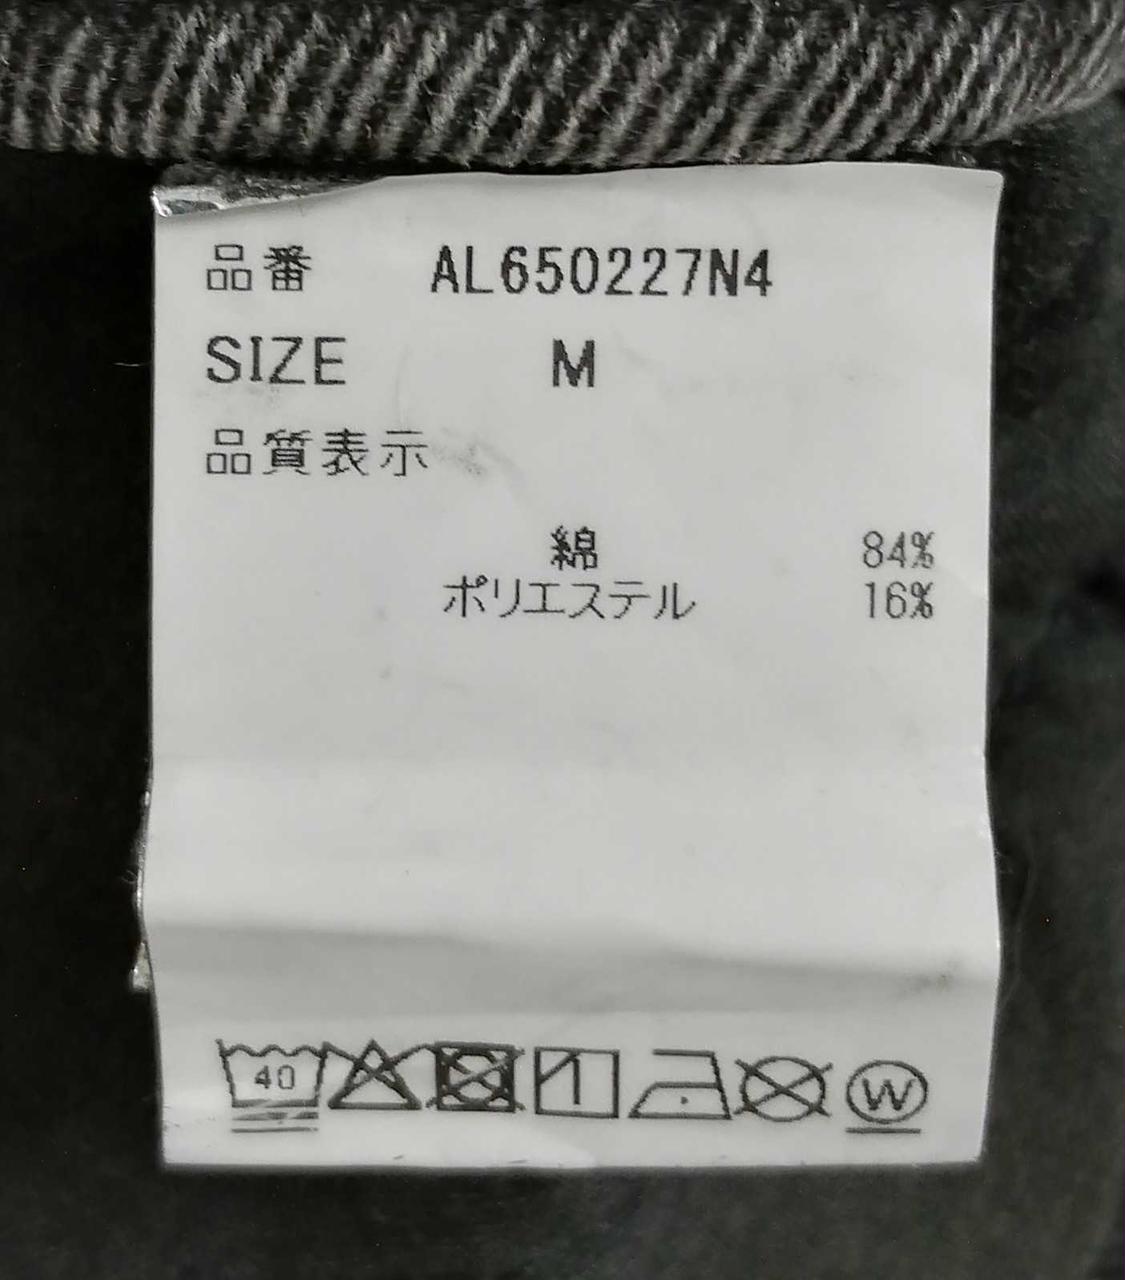 品番 AL650227N4
SIZE M
品質表示
綿 84%
ポリエステル 16%
40 W